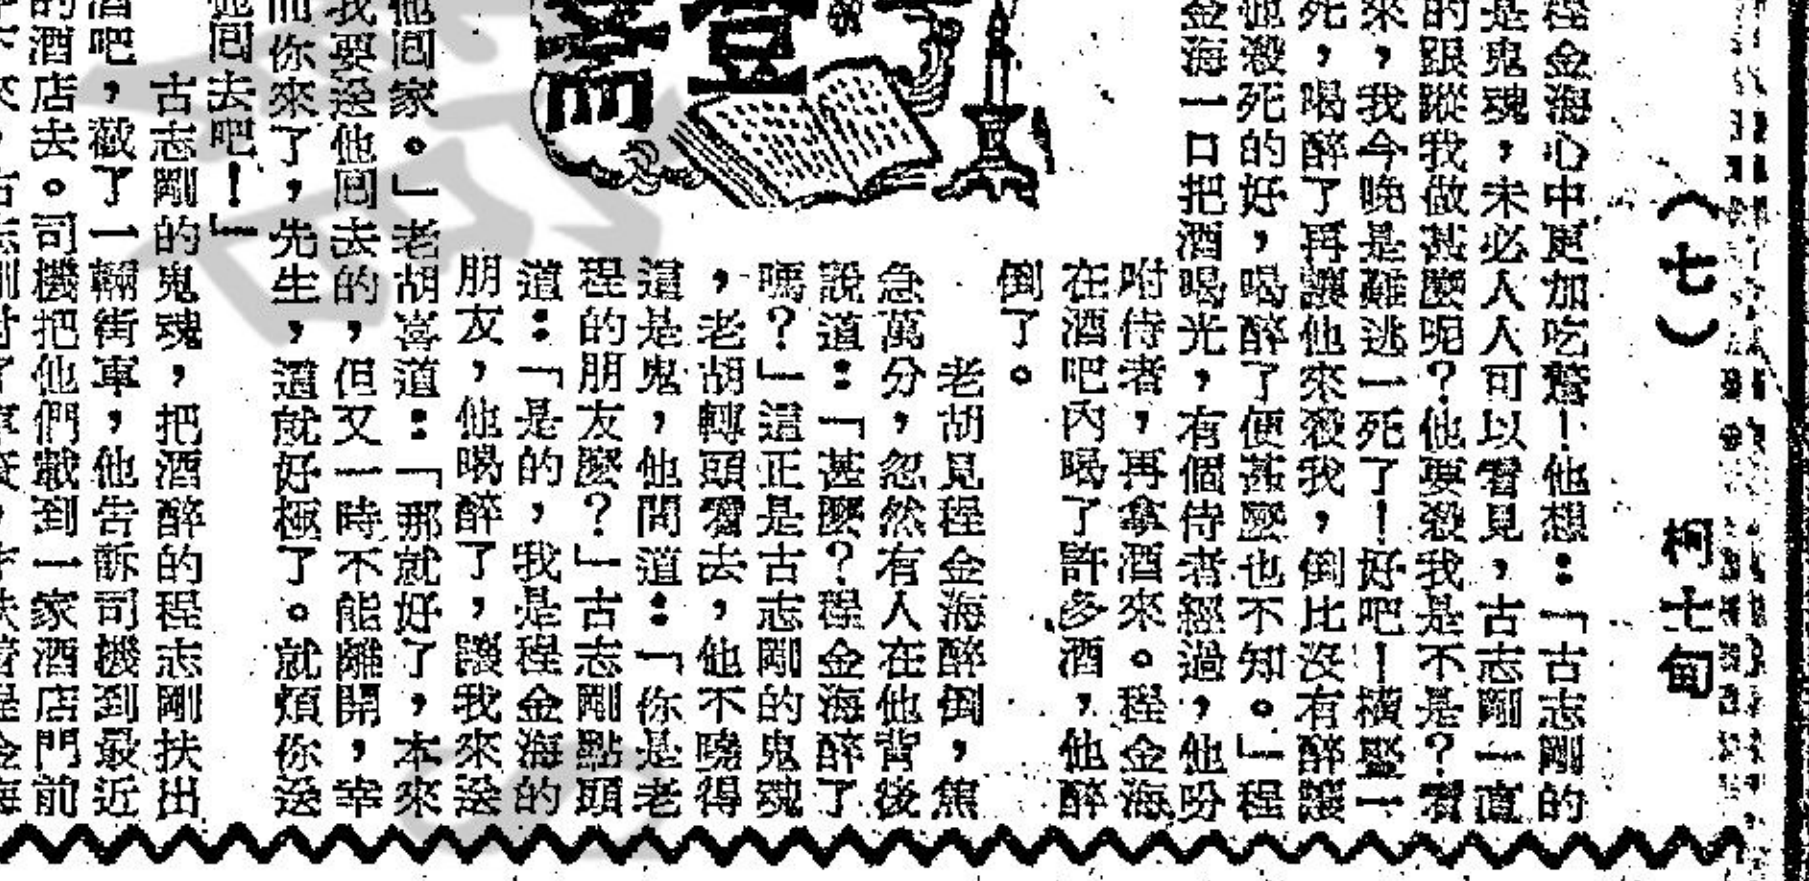 （七）　柯士甸
程金海心中更加吃驚！他想：「古志剛的
是鬼魂，未必人人可以看見，古志剛一直
的跟蹤我做甚麼呢？他要殺我是不是？看
來，我今晚是難逃一死了！好吧！橫豎一
死，喝醉了再讓他來殺我，倒比沒有醉讓
他殺死的好，喝醉了便甚麼也不知。」程
金海一口把酒喝光，有個侍者經過，他吩
咐侍者，再拿酒來。程金海
在酒吧內喝了許多酒，他醉
倒了。
老胡見程金海醉倒，焦
急萬分，忽然有人在他背後
說道：「甚麼？程金海醉了
嗎？」這正是古志剛的鬼魂
，老胡轉頭看去，他不曉得
這是鬼，他問道：「你是老
程的朋友麼？」古志剛點頭
道：「是的，我是程金海的
朋友，他喝醉了，讓我來送
他回家。」老胡喜道：「那就好了，本來
我要送他回去的，但又一時不能離開，幸
而你來了，先生，這就好極了。就煩你送
他回去吧！」
古志剛的鬼魂，把酒醉的程志剛扶出
酒吧，截了一輛街車，他告訴司機到最近
的酒店去。司機把他們載到一家酒店門前
登